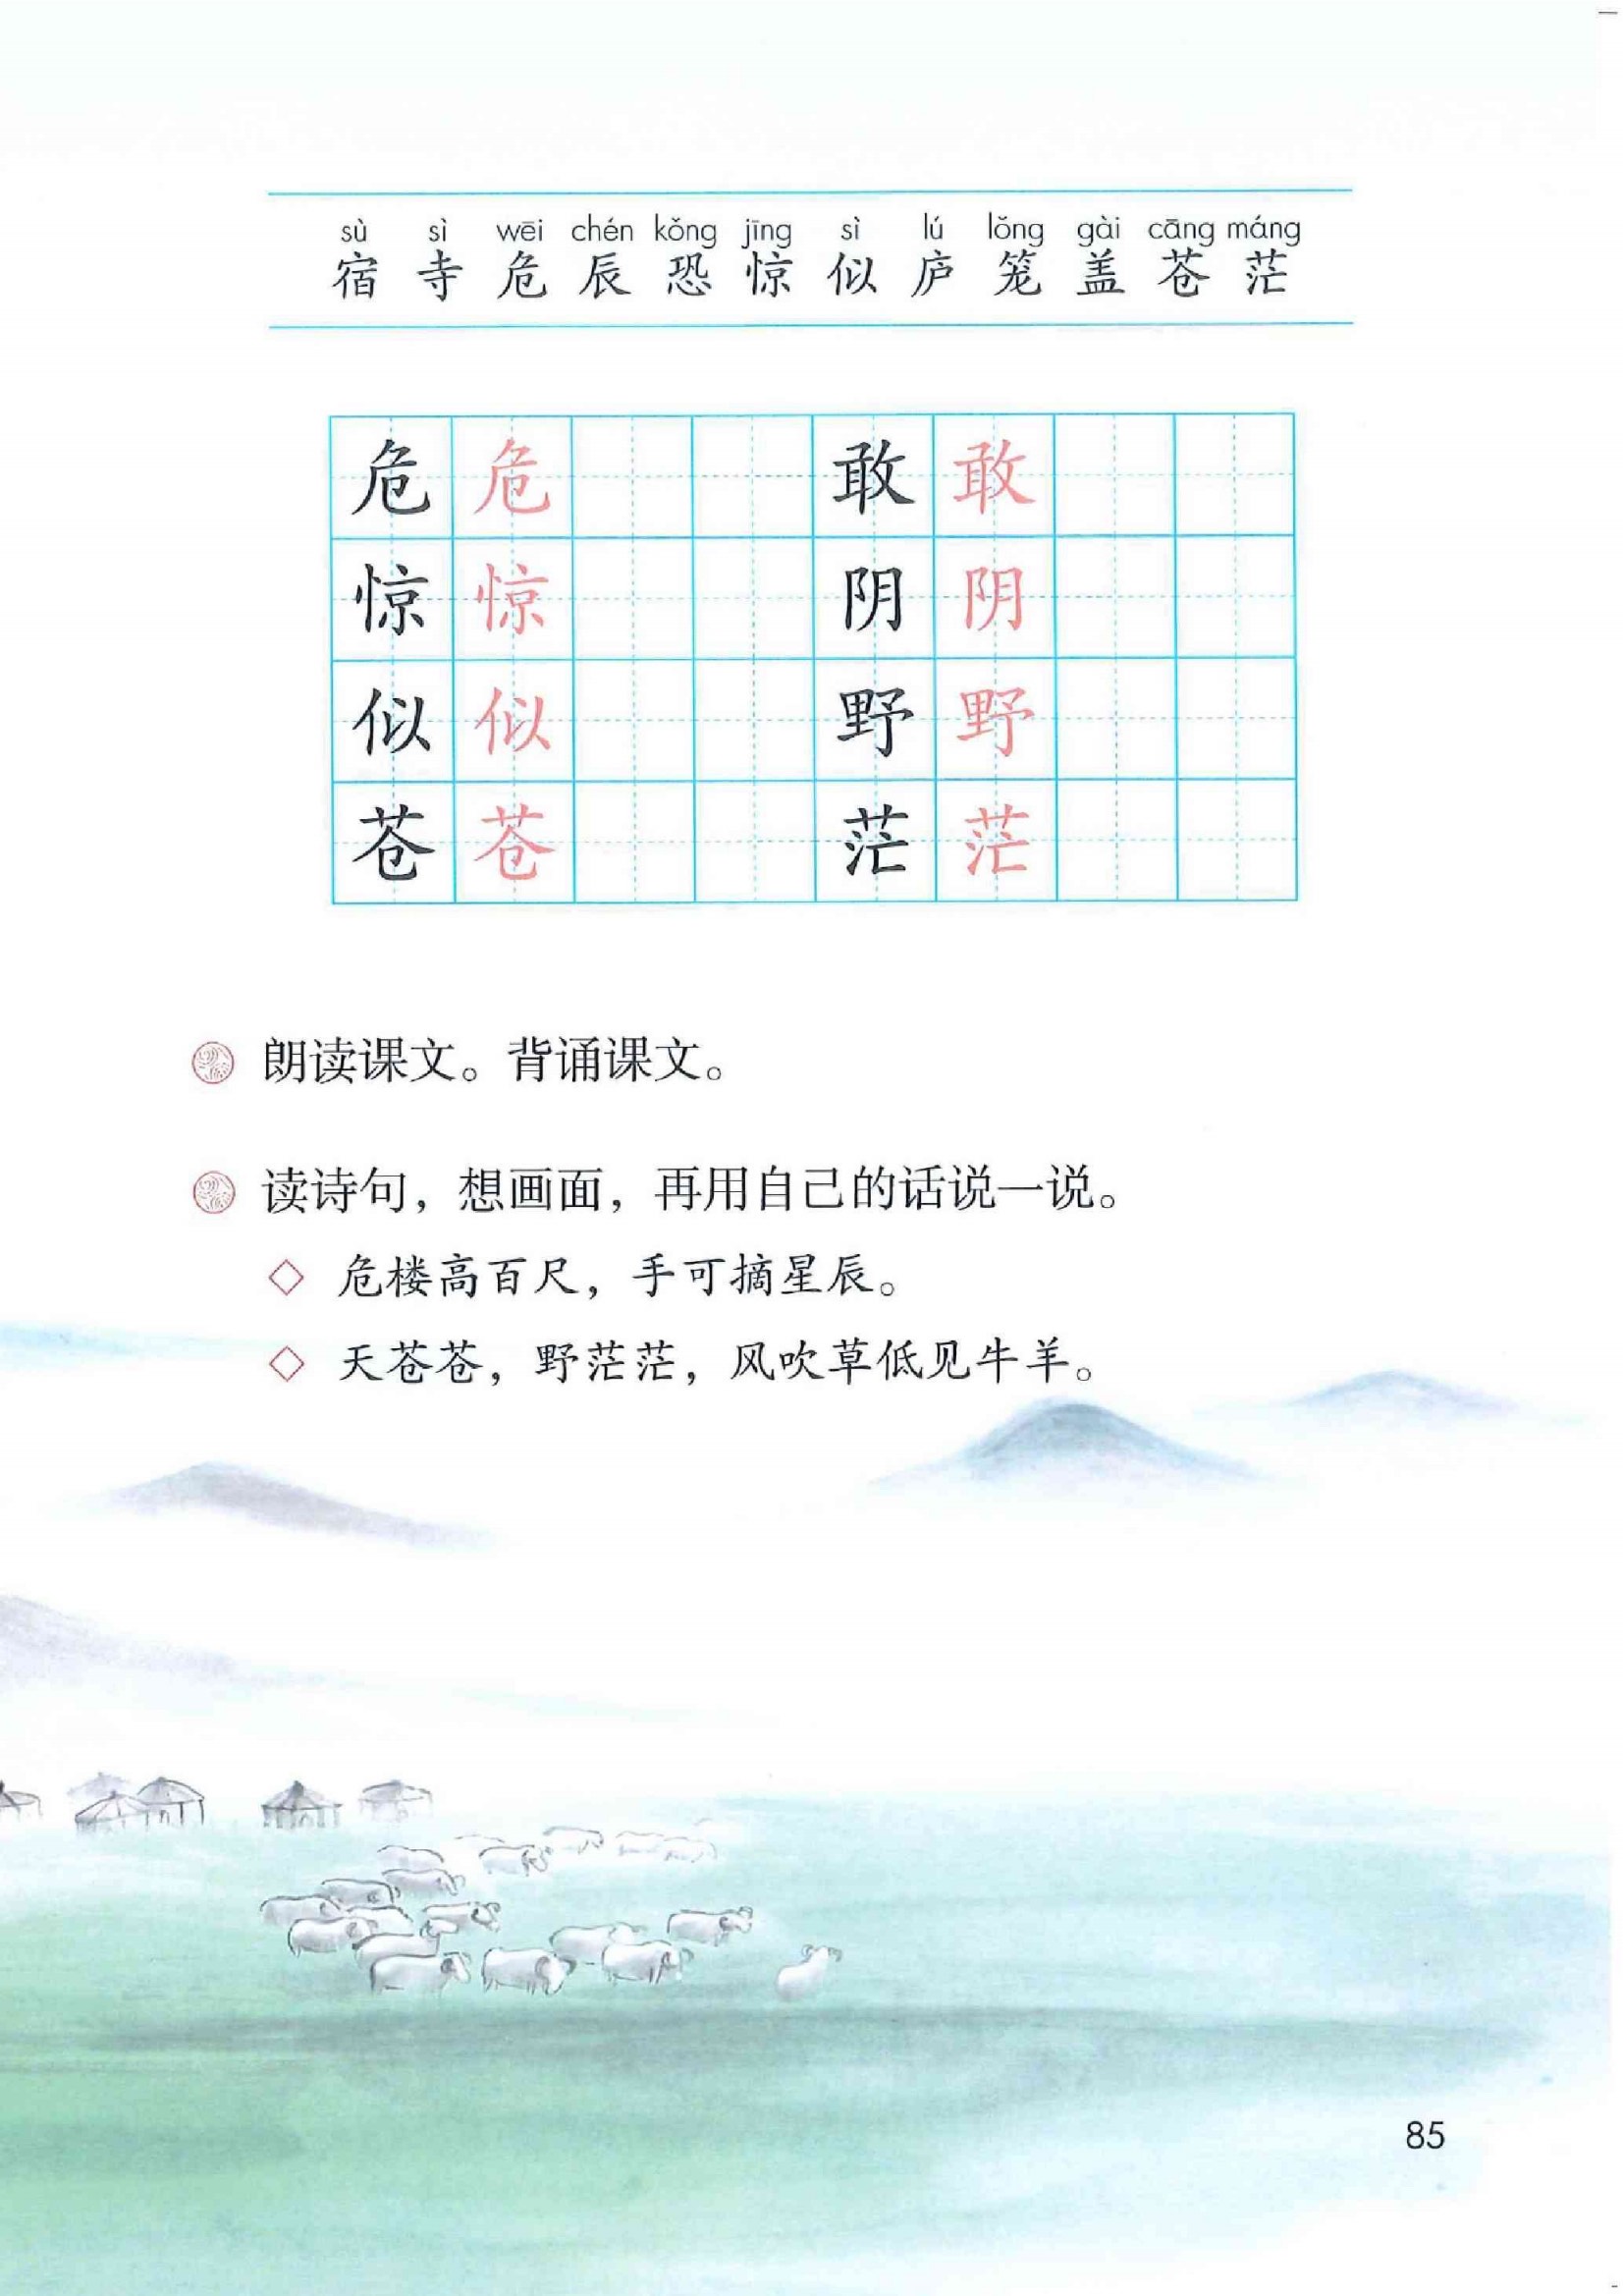 sù sì wēi chén kǒng jīng sì lú lǒng gài cāng máng
宿 寺 危 辰 恐 惊 似 庐 笼 盖 苍 茫
危 危 敢 敢
惊 惊 阴 阴
似 似 野 野
苍 苍 茫 茫
朗读课文。背诵课文。
读诗句，想画面，再用自己的话说一说。
◇ 危楼高百尺，手可摘星辰。
◇ 天苍苍，野茫茫，风吹草低见牛羊。
85